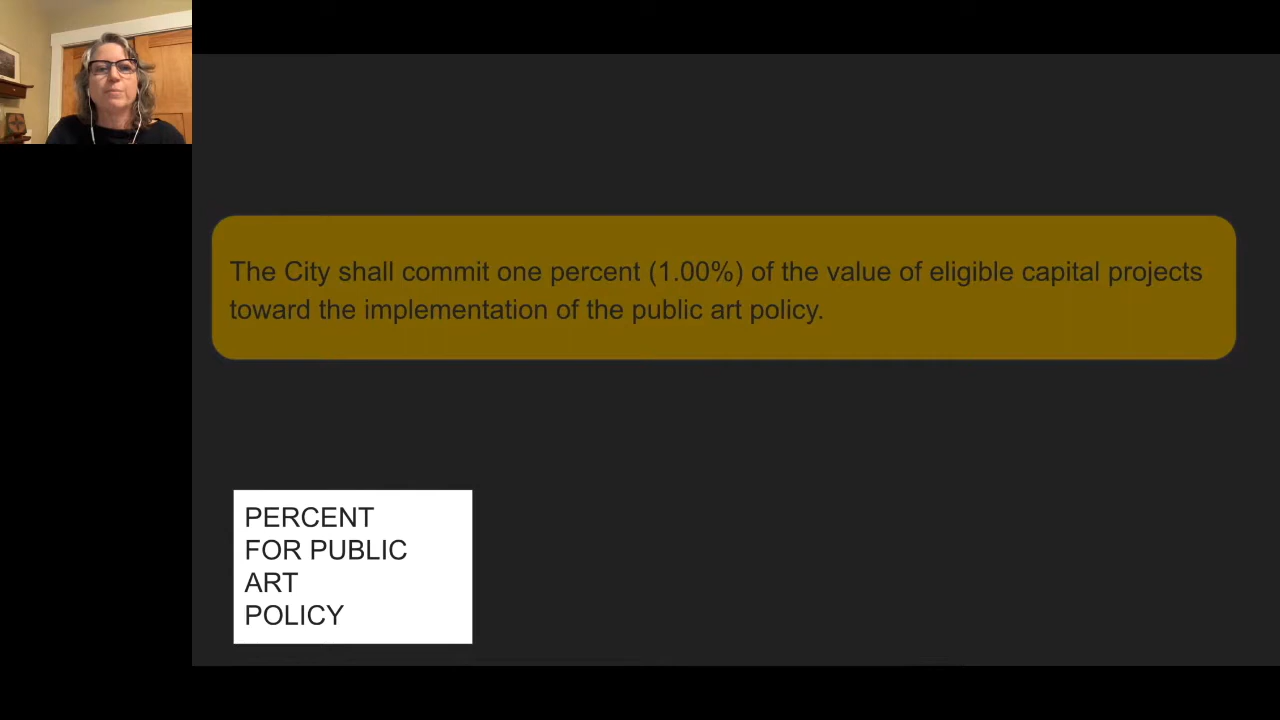 The City shall commit one percent (1.00%) of the value of eligible capital projects
toward the implementation of the public art policy.
PERCENT
FOR PUBLIC
ART
POLICY